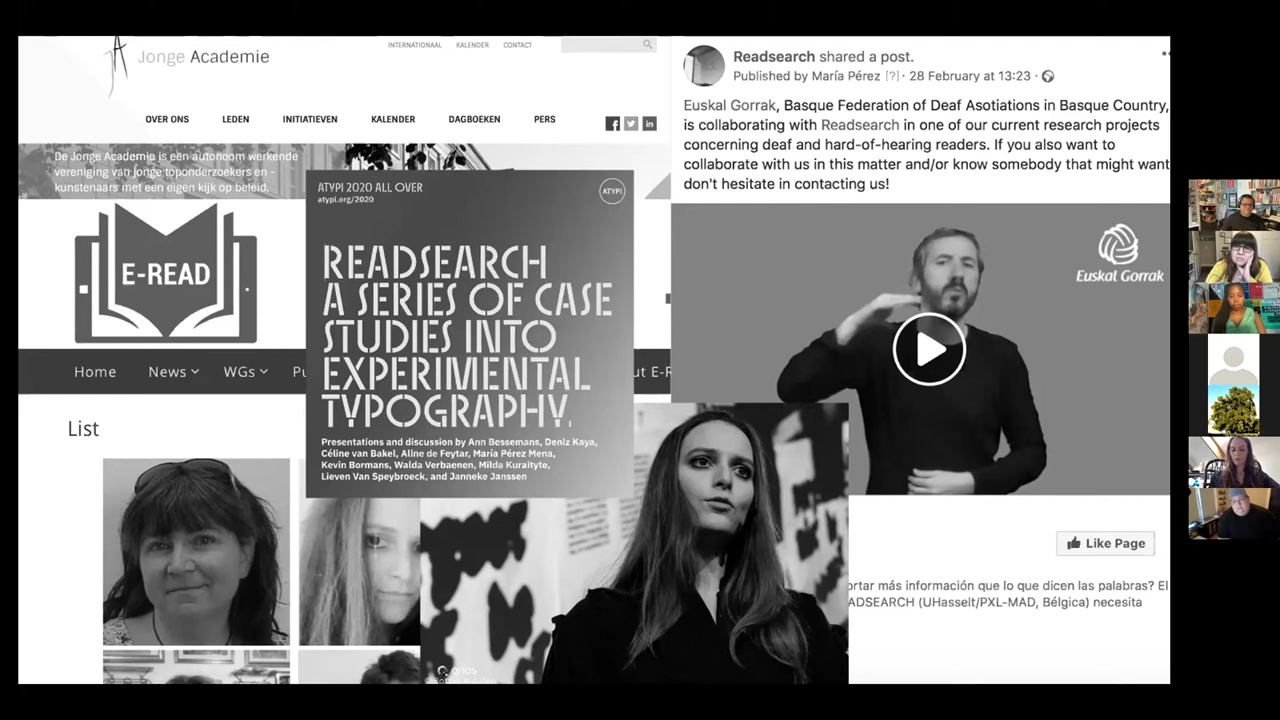 Jonge Academie
INTERNATIONAAL KALENDER CONTACT
OVER ONS LEDEN INITIATIEVEN KALENDER DAGBOEKEN PERS
De Jonge Academie is een autonoom werkende
vereniging van jonge toponderzoekers en -
kunstenaars met een eigen kijk op beleid.
E-READ
Home News WGs
List
ATYPI 2020 ALL OVER
atypi.org/2020
ATYPI
READSEARCH
A SERIES OF CASE
STUDIES INTO
EXPERIMENTAL
TYPOGRAPHY.
Presentations and discussion by Ann Bessemans, Deniz Kaya,
Céline van Bakel, Aline de Feytar, María Pérez Mena,
Kevin Bormans, Walda Verbaenen, Milda Kuraityte,
Lieven Van Speybroeck, and Janneke Janssen
Readsearch shared a post.
Published by María Pérez [?] · 28 February at 13:23 ·
Euskal Gorrak, Basque Federation of Deaf Asotiations in Basque Country,
is collaborating with Readsearch in one of our current research projects
concerning deaf and hard-of-hearing readers. If you also want to
collaborate with us in this matter and/or know somebody that might want
don't hesitate in contacting us!
Euskal Gorrak
Like Page
ortar más información que lo que dicen las palabras? El
ADSEARCH (UHasselt/PXL-MAD, Bélgica) necesita